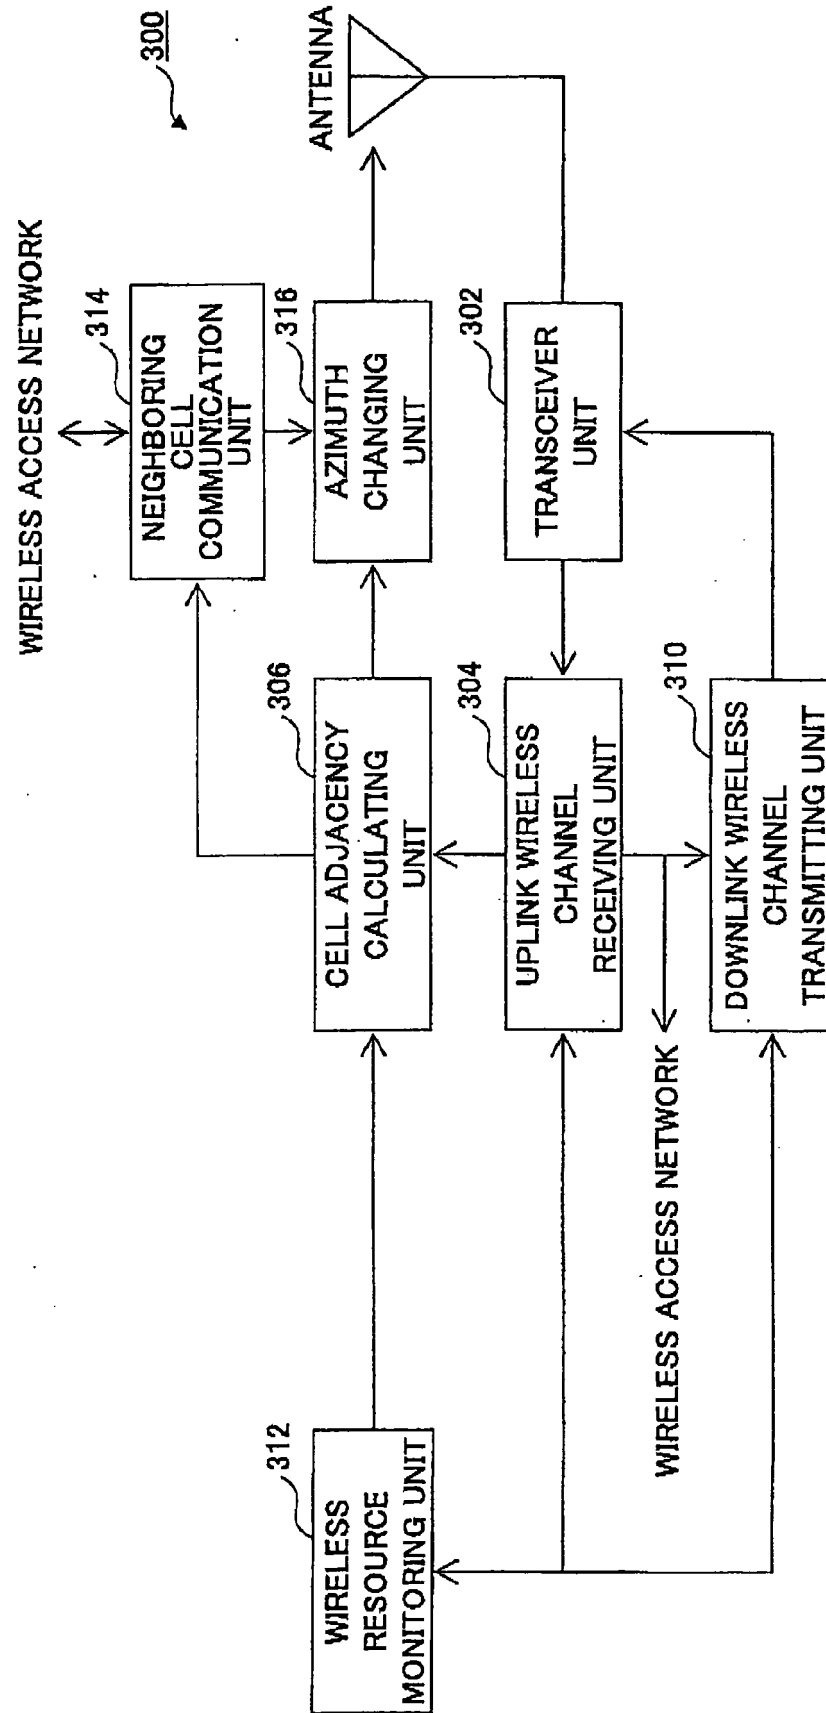 300
WIRELESS ACCESS NETWORK
314
NEIGHBORING
CELL
COMMUNICATION
UNIT
ANTENNA
316
AZIMUTH
CHANGING
UNIT
302
TRANSCEIVER
UNIT
306
CELL ADJACENCY
CALCULATING
UNIT
304
UPLINK WIRELESS
CHANNEL
RECEIVING UNIT
310
DOWNLINK WIRELESS
CHANNEL
TRANSMITTING UNIT
WIRELESS ACCESS NETWORK
312
WIRELESS
RESOURCE
MONITORING UNIT